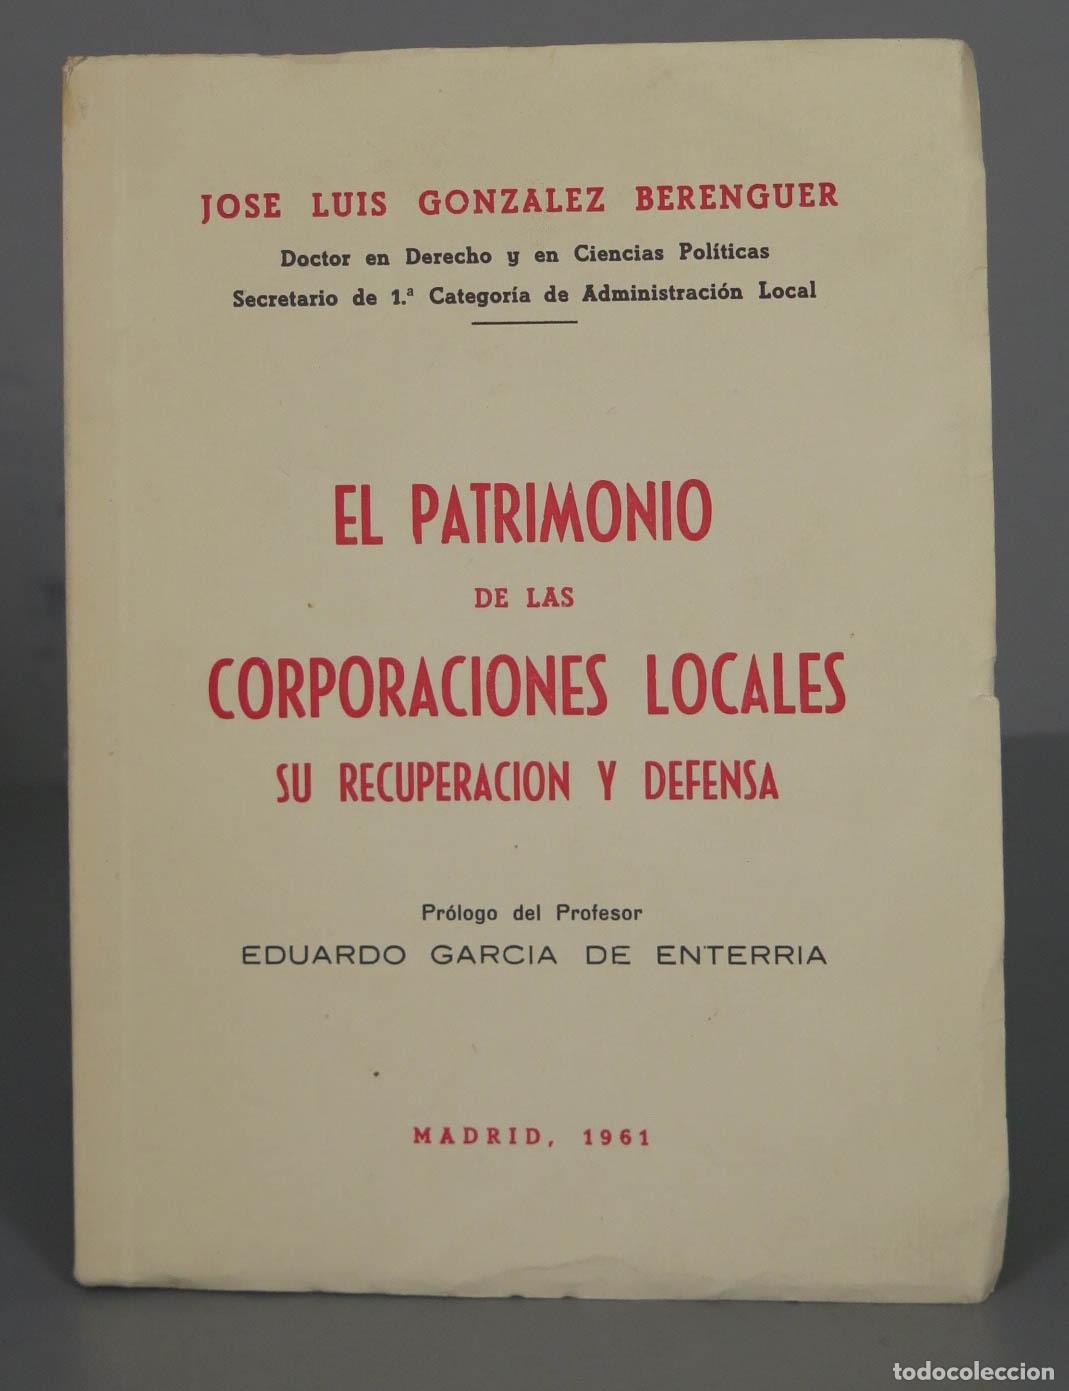 JOSE LUIS GONZALEZ BERENGUER
Doctor en Derecho y en Ciencias Políticas
Secretario de 1.ª Categoría de Administración Local
EL PATRIMONIO
DE LAS
CORPORACIONES LOCALES
SU RECUPERACION Y DEFENSA
Prólogo del Profesor
EDUARDO GARCIA DE ENTERRIA
MADRID, 1961
todocoleccion